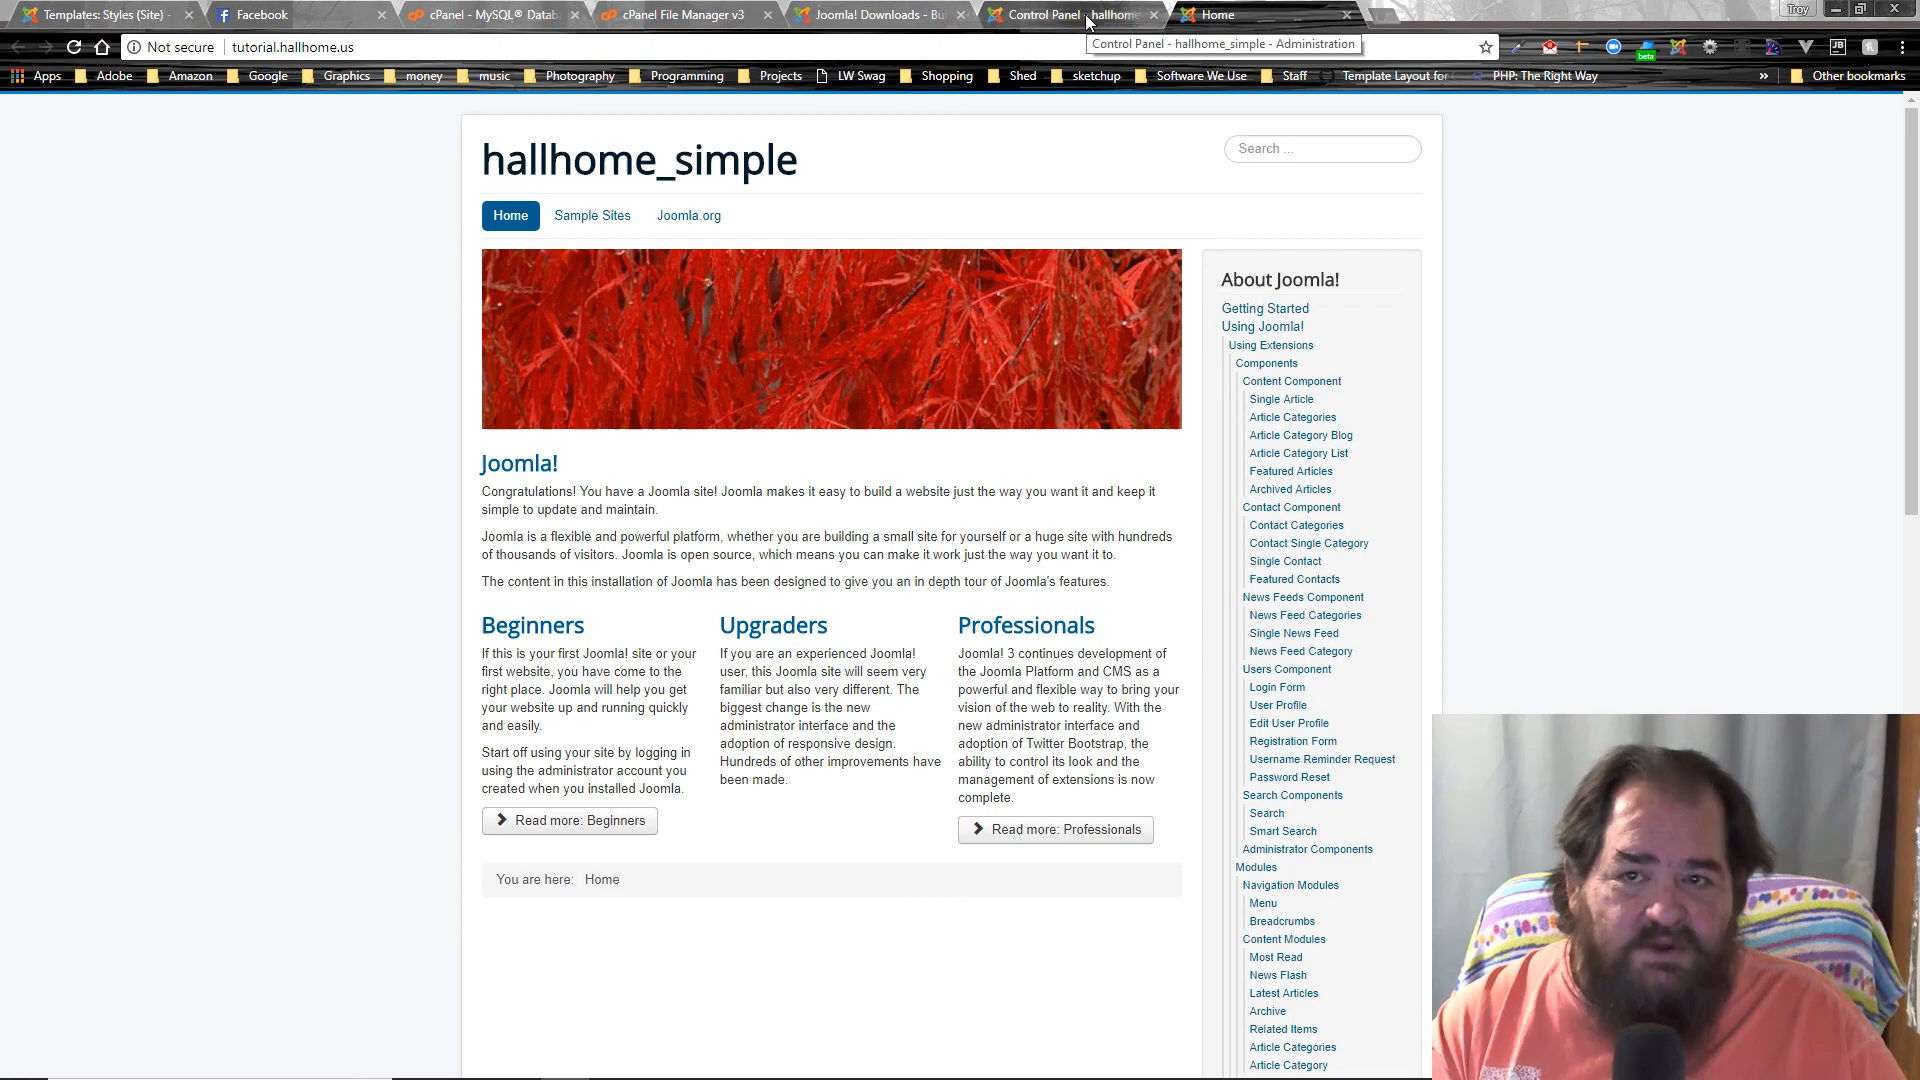 Templates: Styles (Site) -
Facebook
cPanel - MySQL® Datab
cPanel File Manager v3
Joomla! Downloads - Bu
Control Panel - hallhome
Home
Troy
Not secure
tutorial.hallhome.us
Control Panel - hallhome_simple - Administration
beta
JB
Apps
Adobe
Amazon
Google
Graphics
money
music
Photography
Programming
Projects
LW Swag
Shopping
Shed
sketchup
Software We Use
Staff
Template Layout for
PHP: The Right Way
»
Other bookmarks
hallhome_simple
Search ...
Home
Sample Sites
Joomla.org
Joomla!
Congratulations! You have a Joomla site! Joomla makes it easy to build a website just the way you want it and keep it
simple to update and maintain.
Joomla is a flexible and powerful platform, whether you are building a small site for yourself or a huge site with hundreds
of thousands of visitors. Joomla is open source, which means you can make it work just the way you want it to.
The content in this installation of Joomla has been designed to give you an in depth tour of Joomla's features.
Beginners
If this is your first Joomla! site or your
first website, you have come to the
right place. Joomla will help you get
your website up and running quickly
and easily.
Start off using your site by logging in
using the administrator account you
created when you installed Joomla.
Read more: Beginners
Upgraders
If you are an experienced Joomla!
user, this Joomla site will seem very
familiar but also very different. The
biggest change is the new
administrator interface and the
adoption of responsive design.
Hundreds of other improvements have
been made.
Professionals
Joomla! 3 continues development of
the Joomla Platform and CMS as a
powerful and flexible way to bring your
vision of the web to reality. With the
new administrator interface and
adoption of Twitter Bootstrap, the
ability to control its look and the
management of extensions is now
complete.
Read more: Professionals
You are here: Home
About Joomla!
Getting Started
Using Joomla!
Using Extensions
Components
Content Component
Single Article
Article Categories
Article Category Blog
Article Category List
Featured Articles
Archived Articles
Contact Component
Contact Categories
Contact Single Category
Single Contact
Featured Contacts
News Feeds Component
News Feed Categories
Single News Feed
News Feed Category
Users Component
Login Form
User Profile
Edit User Profile
Registration Form
Username Reminder Request
Password Reset
Search Components
Search
Smart Search
Administrator Components
Modules
Navigation Modules
Menu
Breadcrumbs
Content Modules
Most Read
News Flash
Latest Articles
Archive
Related Items
Article Categories
Article Category